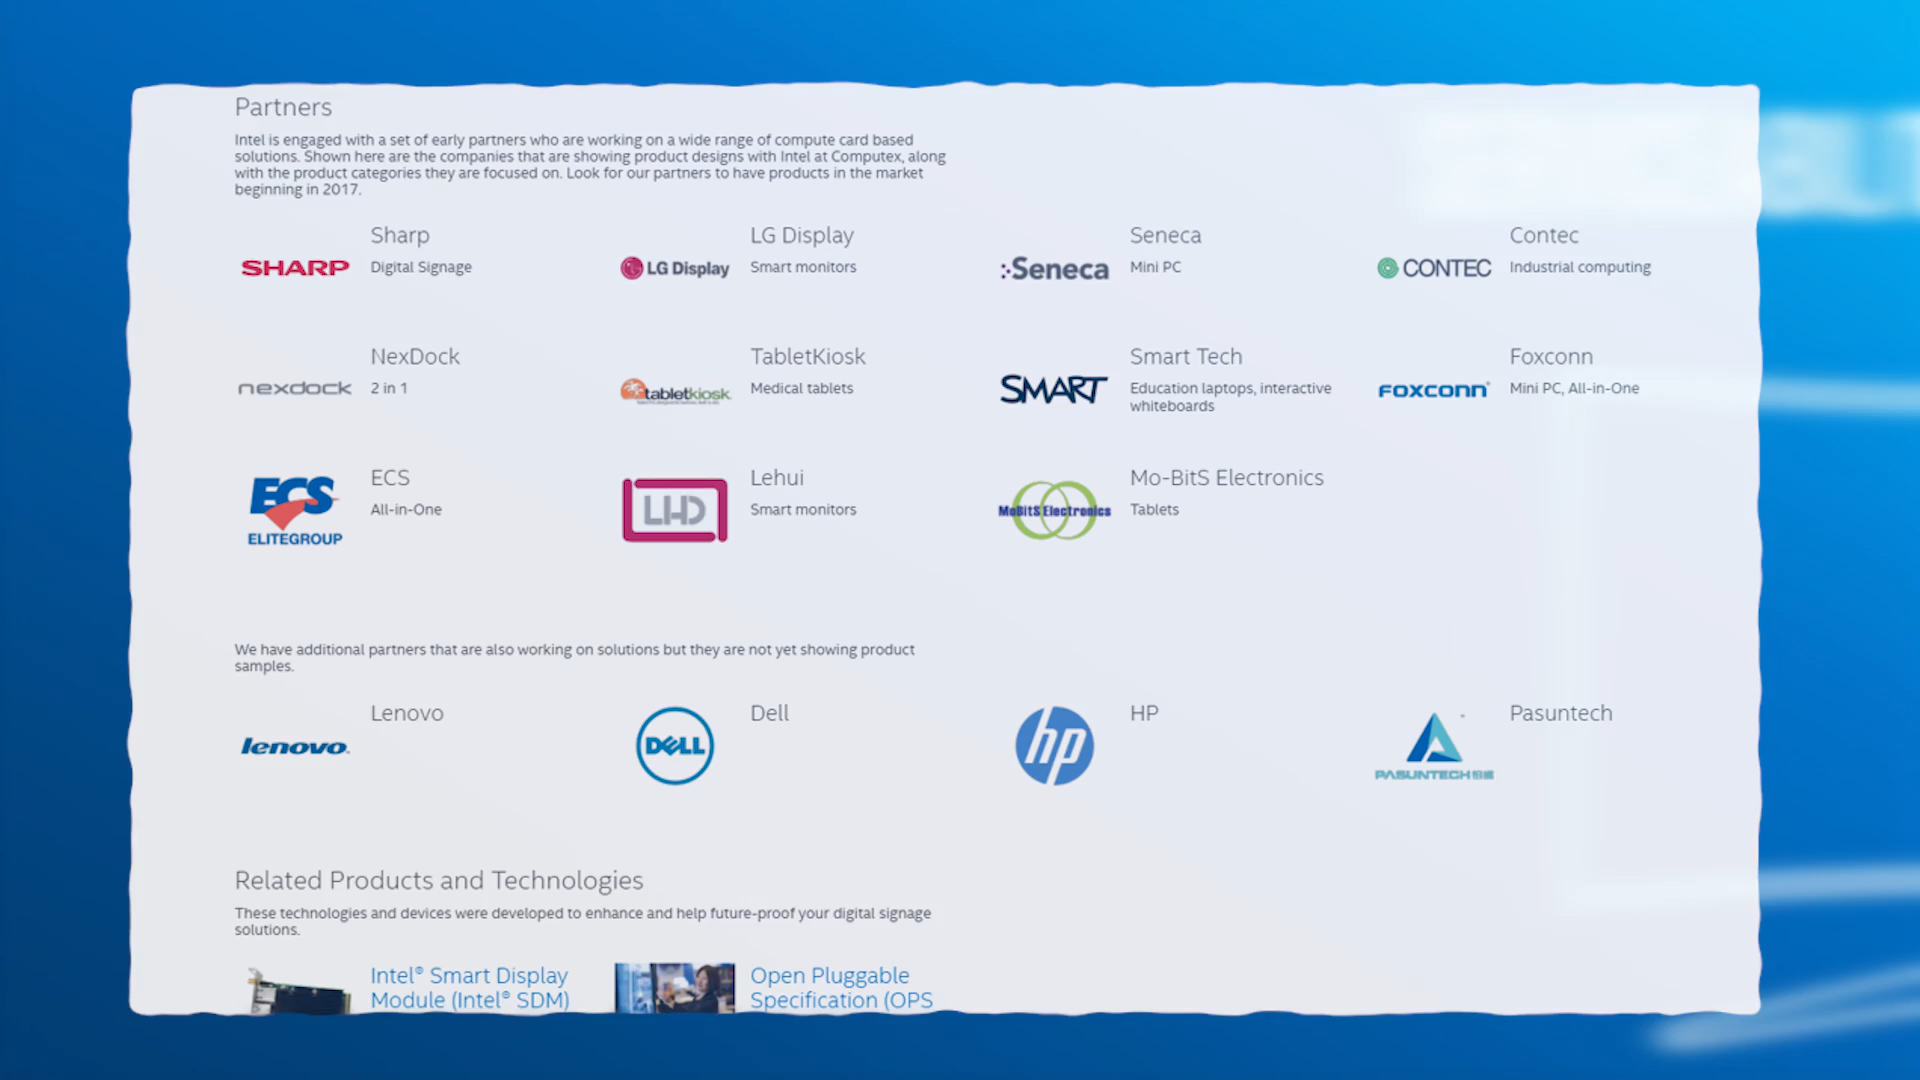 Partners
Intel is engaged with a set of early partners who are working on a wide range of compute card based
solutions. Shown here are the companies that are showing product designs with Intel at Computex, along
with the product categories they are focused on. Look for our partners to have products in the market
beginning in 2017.
SHARP
Sharp
Digital Signage
LG Display
LG Display
Smart monitors
Seneca
Seneca
Mini PC
CONTEC
Contec
Industrial computing
nexdock
NexDock
2 in 1
tabletkiosk
TabletKiosk
Medical tablets
SMART
Smart Tech
Education laptops, interactive
whiteboards
FOXCONN
Foxconn
Mini PC, All-in-One
ECS
ELITEGROUP
ECS
All-in-One
LHD
Lehui
Smart monitors
MoBitS Electronics
Mo-BitS Electronics
Tablets
We have additional partners that are also working on solutions but they are not yet showing product
samples.
lenovo
Lenovo
DELL
Dell
hp
HP
PASUNTECH
Pasuntech
Related Products and Technologies
These technologies and devices were developed to enhance and help future-proof your digital signage
solutions.
Intel® Smart Display
Module (Intel® SDM)
Open Pluggable
Specification (OPS